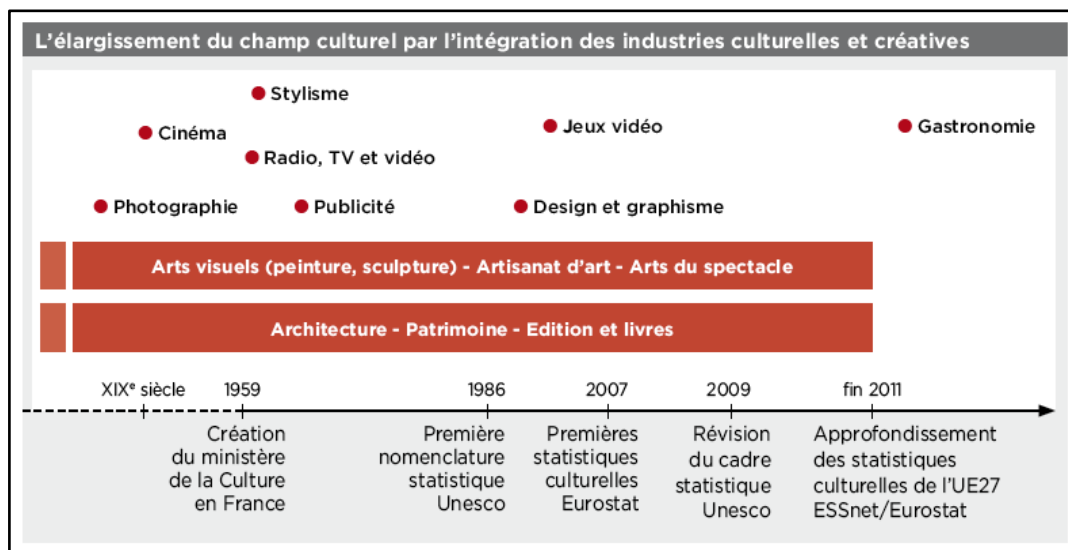 L'élargissement du champ culturel par l'intégration des industries culturelles et créatives
Stylisme
Cinéma
Jeux vidéo
Gastronomie
Radio, TV et vidéo
Photographie
Publicité
Design et graphisme
Arts visuels (peinture, sculpture) - Artisanat d'art - Arts du spectacle
Architecture - Patrimoine - Edition et livres
XIXe siècle
1959
1986
2007
2009
fin 2011
Création
du ministère
de la Culture
en France
Première
nomenclature
statistique
Unesco
Premières
statistiques
culturelles
Eurostat
Révision
du cadre
statistique
Unesco
Approfondissement
des statistiques
culturelles de l'UE27
ESSnet/Eurostat